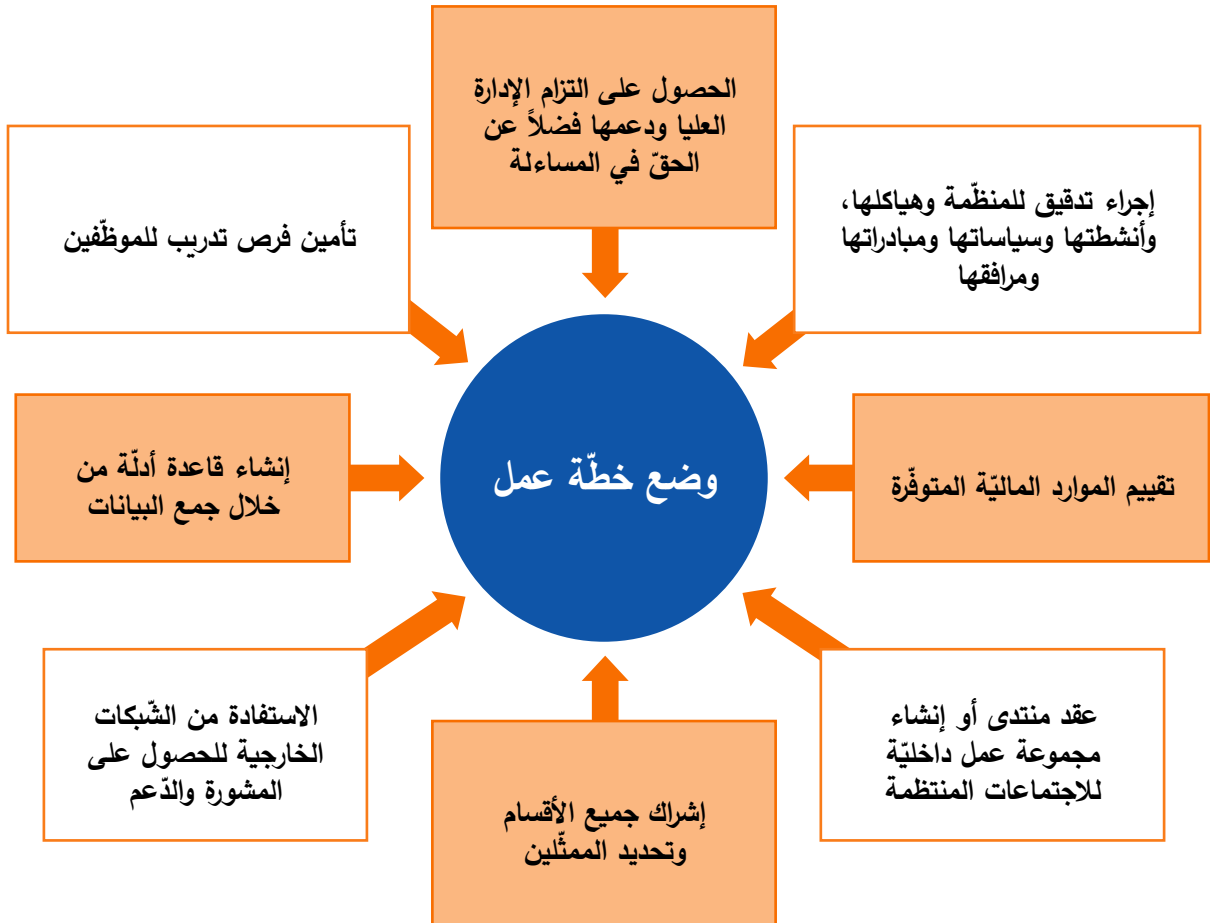 الحصول على التزام الإدارة
العليا ودعمها فضلاً عن
الحقّ في المساءلة
إجراء تدقيق للمنظّمة وهياكلها،
وأنشطتها وسياساتها ومبادراتها
ومرافقها
تأمين فرص تدريب للموظّفين
تقييم الموارد الماليّة المتوفّرة
وضع خطّة عمل
إنشاء قاعدة أدلّة من
خلال جمع البيانات
عقد منتدى أو إنشاء
مجموعة عمل داخليّة
للاجتماعات المنتظمة
إشراك جميع الأقسام
وتحديد الممثّلين
الاستفادة من الشّبكات
الخارجية للحصول على
المشورة والدّعم